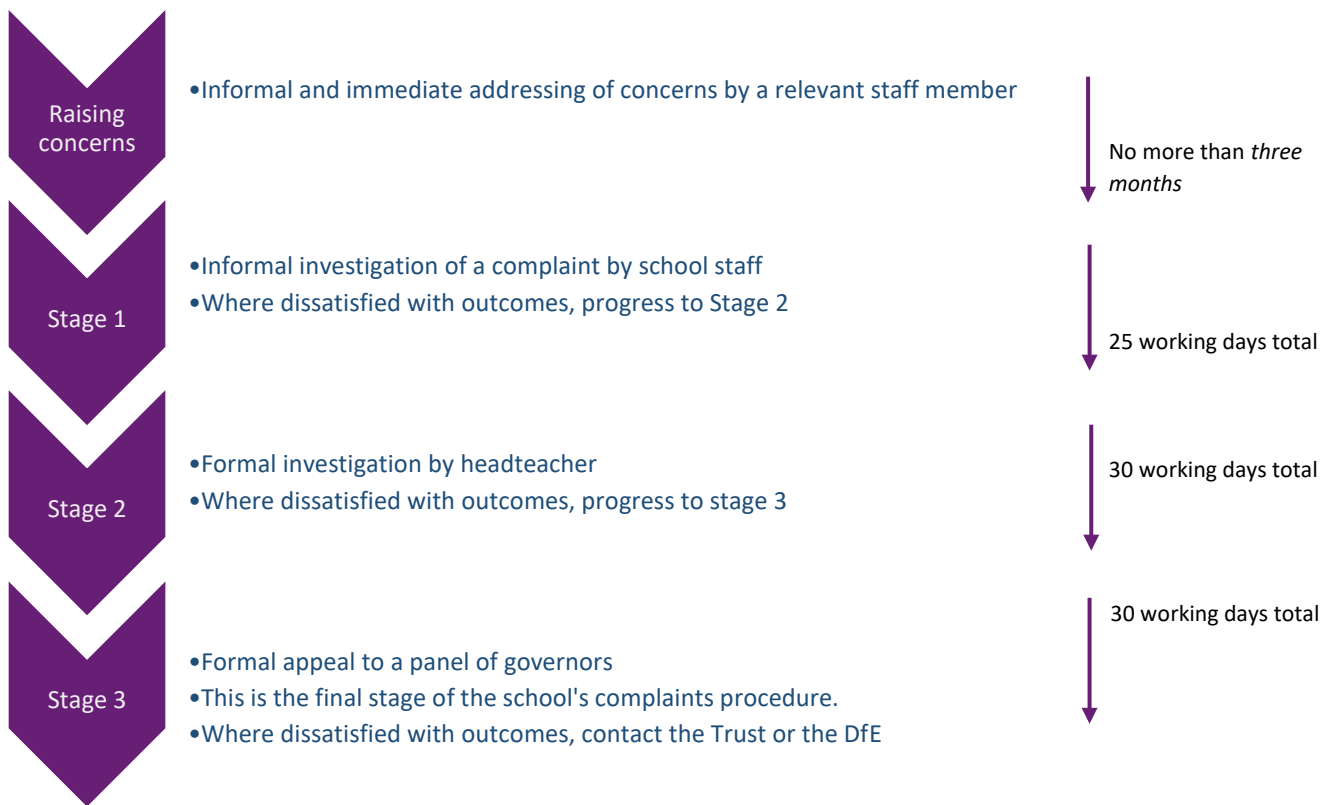 Raising
concerns
•Informal and immediate addressing of concerns by a relevant staff member
No more than three
months
Stage 1
•Informal investigation of a complaint by school staff
•Where dissatisfied with outcomes, progress to Stage 2
25 working days total
Stage 2
•Formal investigation by headteacher
•Where dissatisfied with outcomes, progress to stage 3
30 working days total
Stage 3
•Formal appeal to a panel of governors
•This is the final stage of the school's complaints procedure.
•Where dissatisfied with outcomes, contact the Trust or the DfE
30 working days total